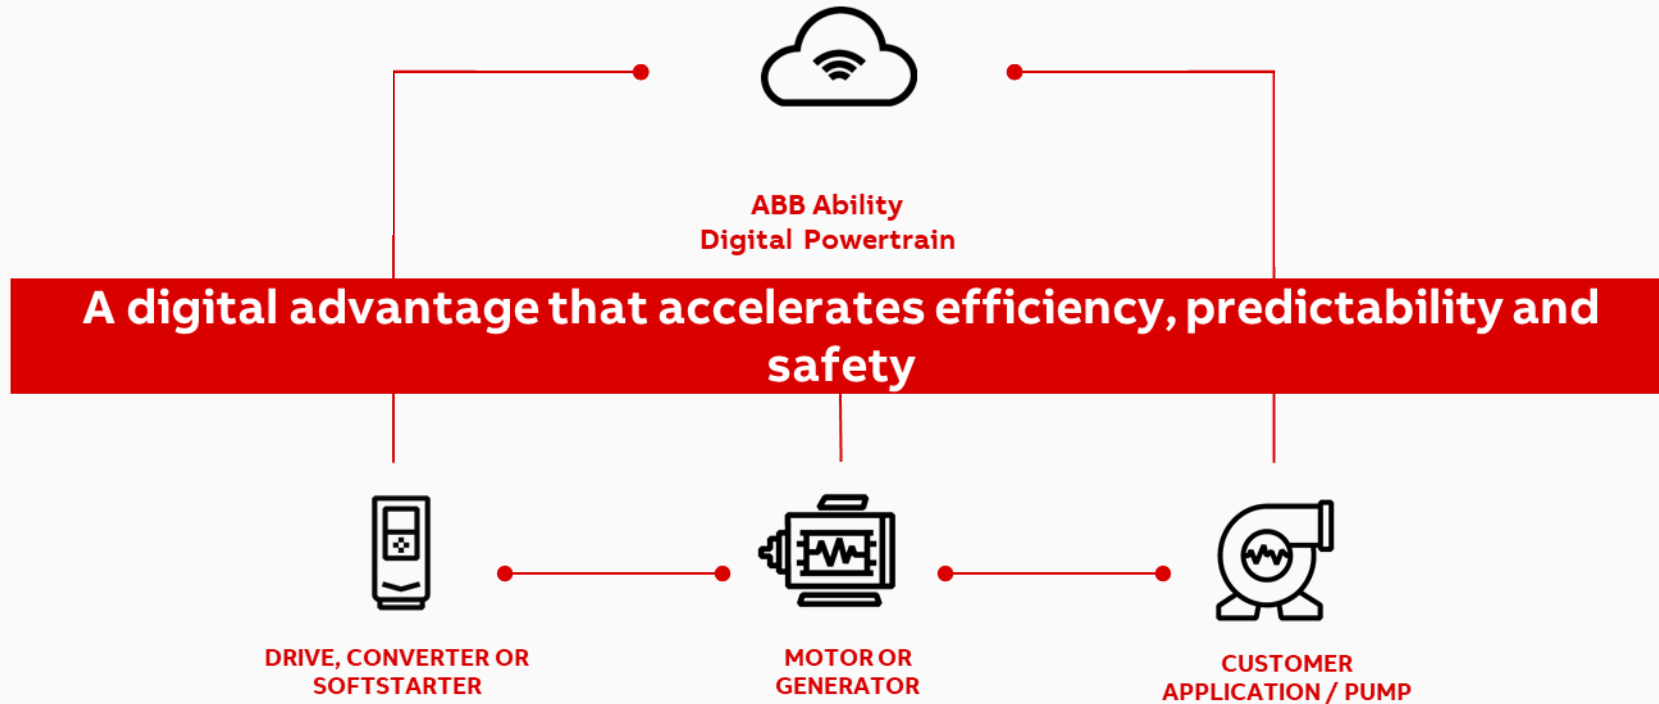 ABB Ability
Digital Powertrain
A digital advantage that accelerates efficiency, predictability and
safety
DRIVE, CONVERTER OR
SOFTSTARTER
MOTOR OR
GENERATOR
CUSTOMER
APPLICATION / PUMP